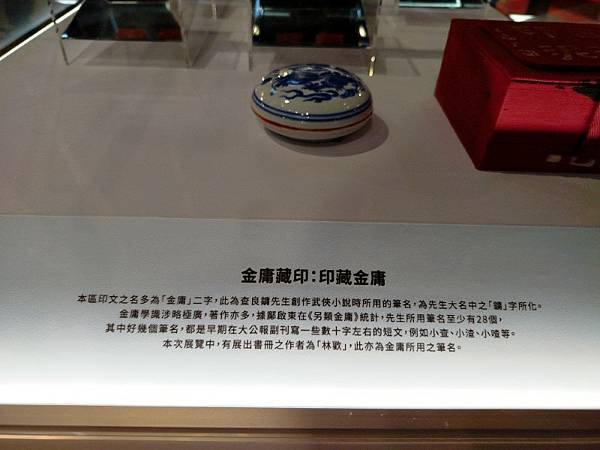 金庸藏印：印藏金庸
本區印文之名多為「金庸」二字，此為查良鏞先生創作武俠小說時所用的筆名，為先生大名中之「鏞」字所化。
金庸學識涉略極廣，著作亦多，據鄺啟東在《另類金庸》統計，先生所用筆名至少有28個，
其中好幾個筆名，都是早期在大公報副刊寫一些數十字左右的短文，例如小查、小渣、小喳等。
本次展覽中，有展出書冊之作者為「林歡」，此亦為金庸所用之筆名。